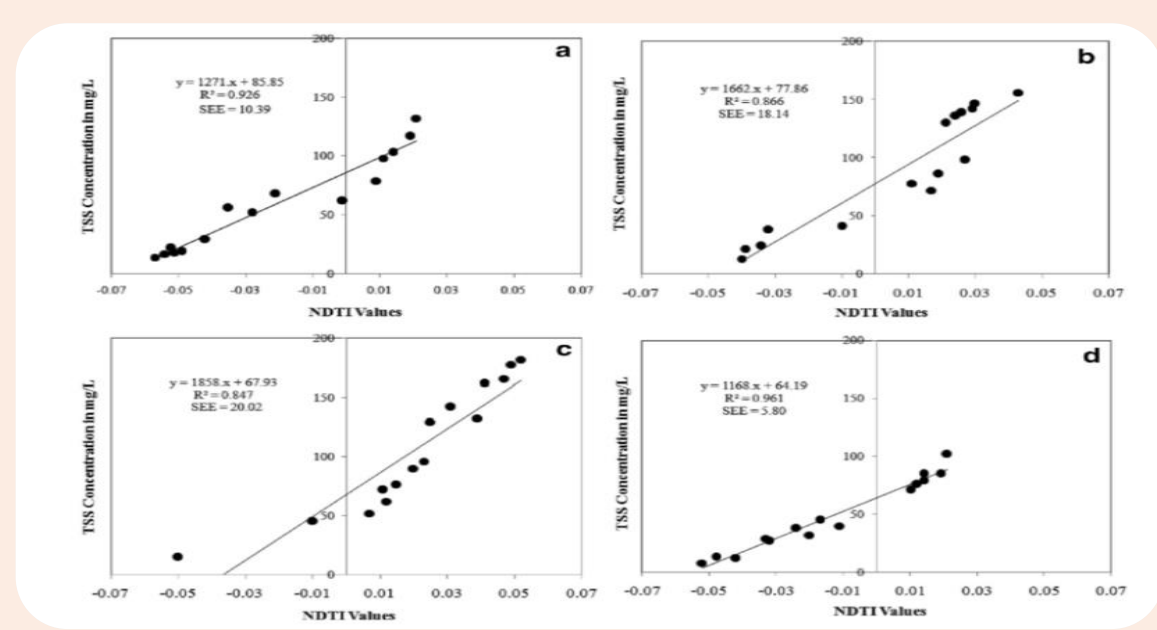 a
200
150
100
50
0
y = 1271.x + 85.85
R² = 0.926
SEE = 10.39
TSS Concentration in mg/L
-0.07 -0.05 -0.03 -0.01 0.01 0.03 0.05 0.07
NDTI Values
b
200
150
100
50
0
y = 1662.x + 77.86
R² = 0.866
SEE = 18.14
TSS Concentration in mg/L
-0.07 -0.05 -0.03 -0.01 0.01 0.03 0.05 0.07
NDTI Values
c
200
150
100
50
0
y = 1858.x + 67.93
R² = 0.847
SEE = 20.02
TSS Concentration in mg/L
-0.07 -0.05 -0.03 -0.01 0.01 0.03 0.05 0.07
NDTI Values
d
200
150
100
50
0
y = 1168.x + 64.19
R² = 0.961
SEE = 5.80
TSS Concentration in mg/L
-0.07 -0.05 -0.03 -0.01 0.01 0.03 0.05 0.07
NDTI Values